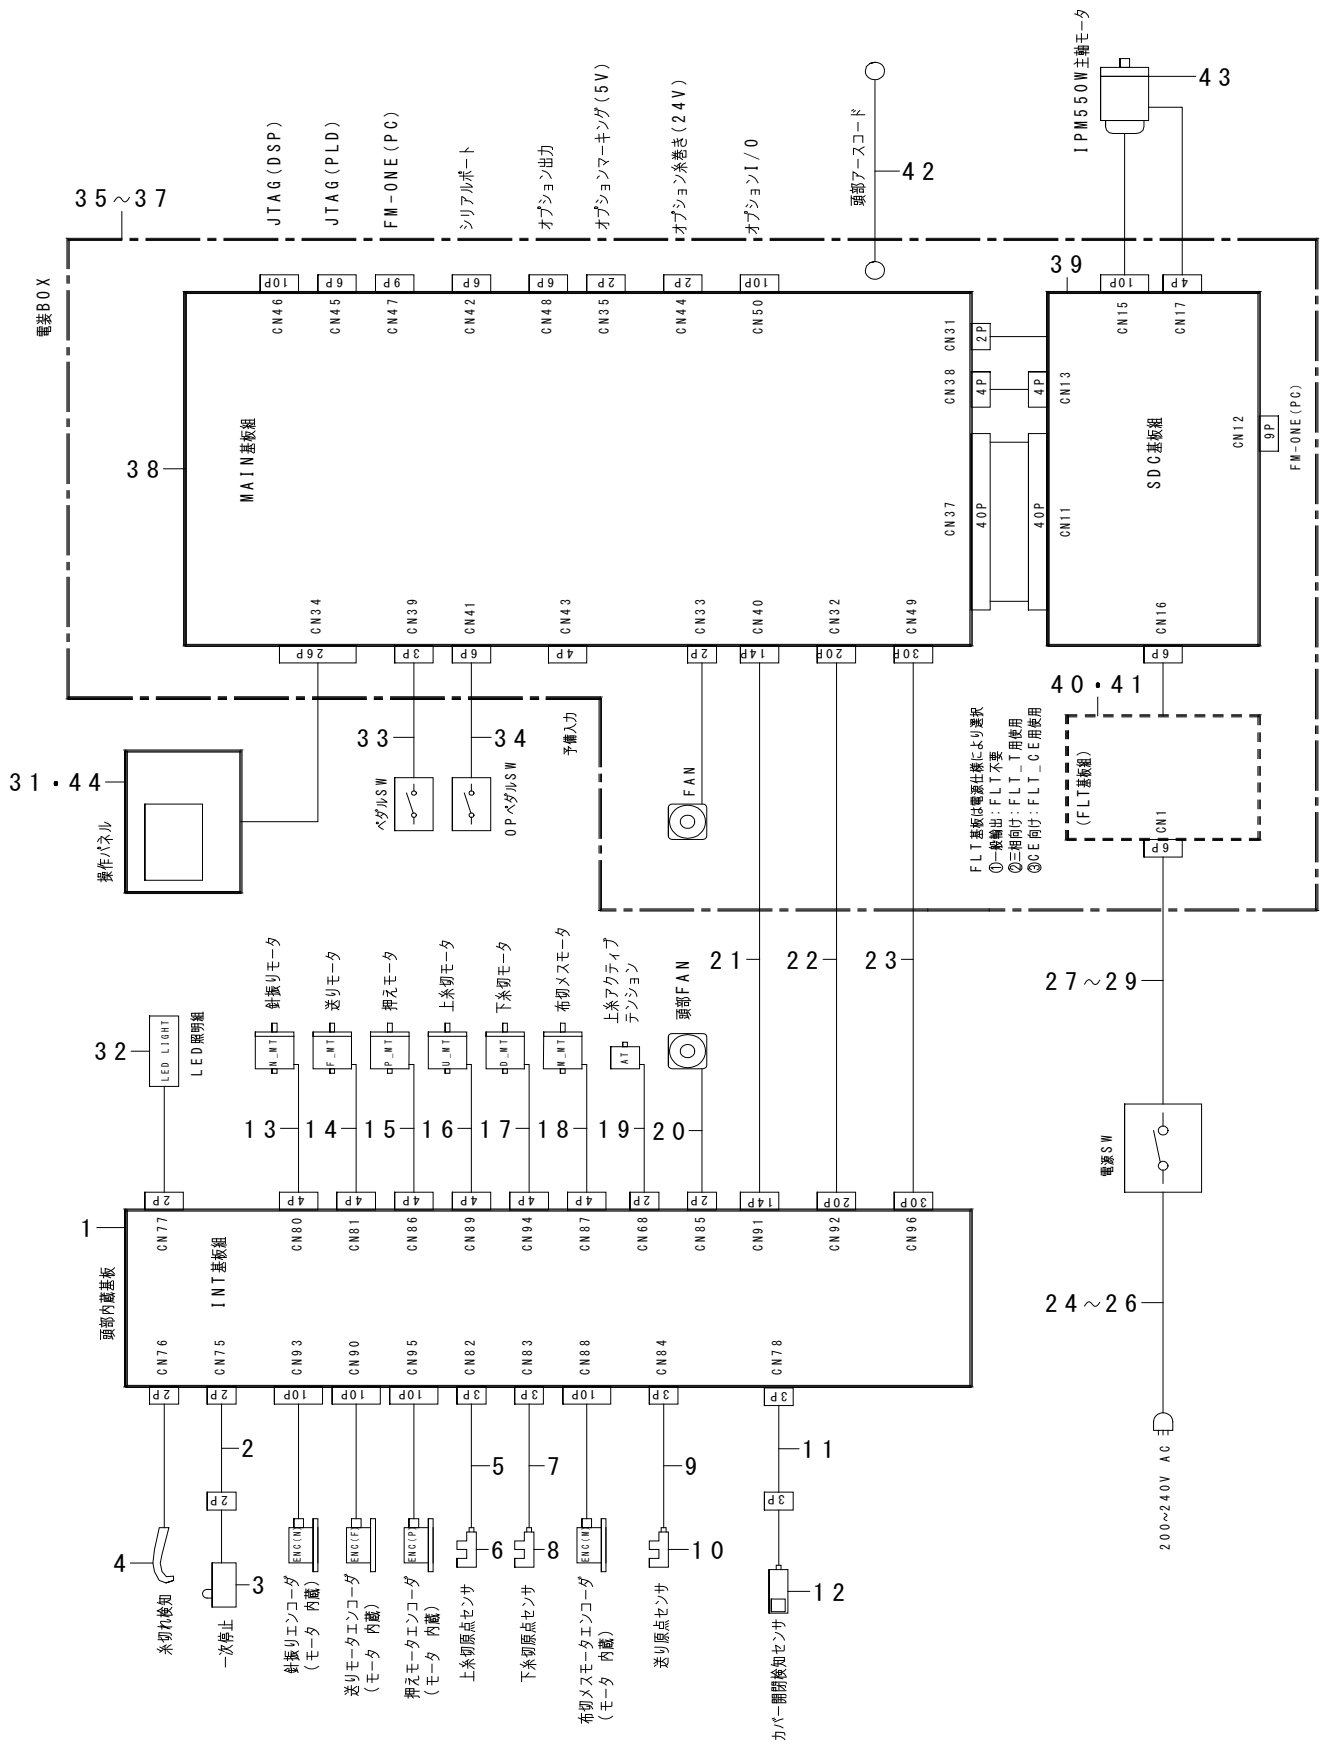 電装BOX
35～37
JTAG(DSP)
JTAG(PLD)
FM-ONE(PC)
シリアルポート
オプション出力
オプションマーキング(5V)
オプション糸巻き(24V)
オプションI/O
頭部アースコード
42
IPM550W主軸モータ
43
10P
6P
9P
6P
6P
2P
2P
10P
CN46
CN45
CN47
CN42
CN48
CN35
CN44
CN50
39
10P
4P
CN15
CN17
38
MAIN基板組
CN31
2P
CN38
4P
4P
CN13
CN37
40P
40P
CN11
SDC基板組
CN12
9P
FM-ONE(PC)
CN34
CN39
CN41
CN43
CN33
CN40
CN32
CN49
CN16
26P
3P
6P
4P
2P
14P
20P
30P
6P
40・41
33
34
予備入力
31・44
操作パネル
ペダルSW
OPペダルSW
FAN
FLT基板は電源仕様により選択
①一般輸出：FLT不要
②三相向け：FLT_T用使用
③CE向け：FLT_CE用使用
(FLT基板組)
CN1
6P
32
LED LIGHT
LED照明組
針振りモータ
送りモータ
押えモータ
上糸切モータ
下糸切モータ
布切メスモータ
上糸アクティブ
テンション
頭部FAN
N_MT
F_MT
P_MT
U_MT
D_MT
M_MT
AT
21
22
23
27～29
13
14
15
16
17
18
19
20
電源SW
2P
4P
4P
4P
4P
4P
4P
2P
2P
14P
20P
30P
1
頭部内蔵基板
CN77
CN80
CN81
CN86
CN89
CN94
CN87
CN68
CN85
CN91
CN92
CN96
INT基板組
24～26
CN76
CN75
CN93
CN90
CN95
CN82
CN83
CN88
CN84
CN78
2P
2P
10P
10P
10P
3P
3P
10P
3P
3P
2
5
7
9
11
2P
3P
200~240V AC
4
3
ENC(N)
ENC(F)
ENC(P)
6
8
ENC(M)
10
12
糸切れ検知
一次停止
針振りエンコーダ
(モータ 内蔵)
送りモータエンコーダ
(モータ 内蔵)
押えモータエンコーダ
(モータ 内蔵)
上糸切原点センサ
下糸切原点センサ
布切メスモータエンコーダ
(モータ 内蔵)
送り原点センサ
カバー開閉検知センサ